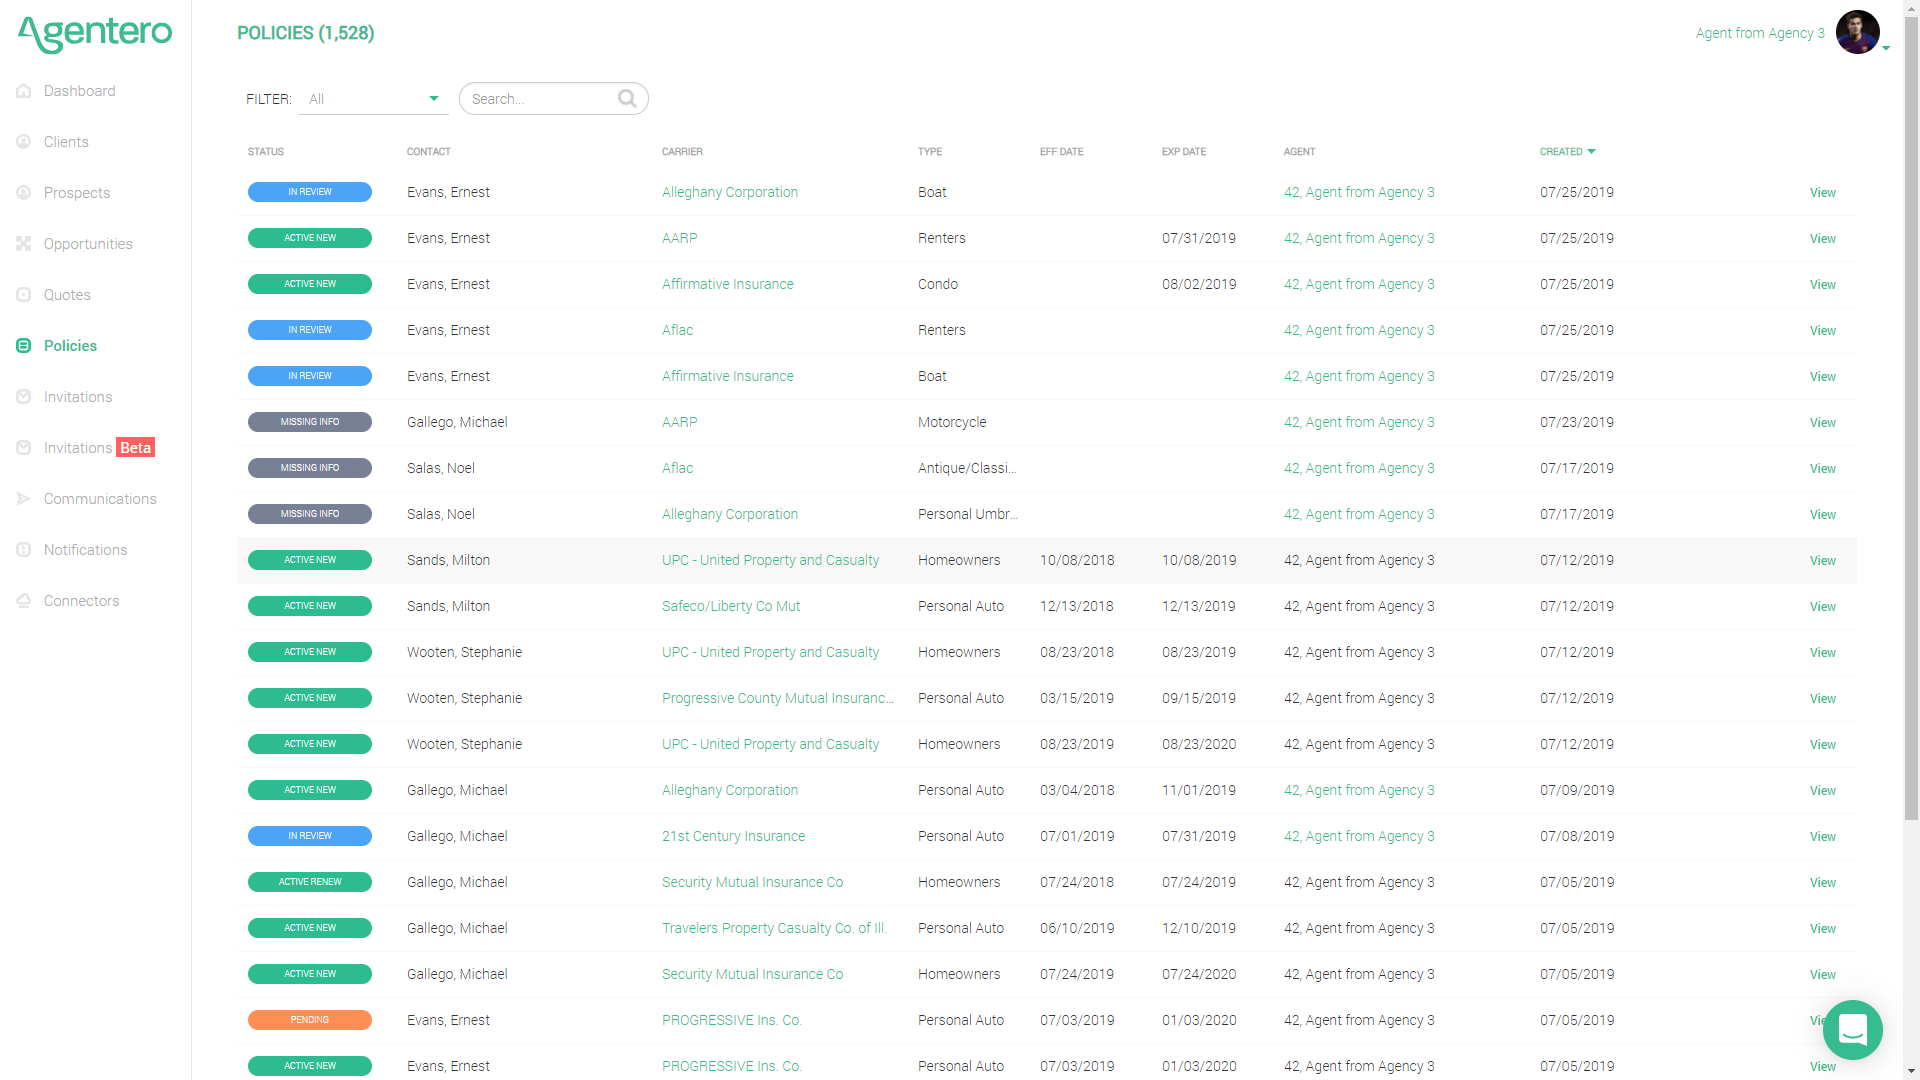 Agentero
POLICIES (1,528)
Agent from Agency 3
Dashboard
Clients
Prospects
Opportunities
Quotes
Policies
Invitations
Invitations Beta
Communications
Notifications
Connectors
FILTER: All Search...
STATUS CONTACT CARRIER TYPE EFF DATE EXP DATE AGENT CREATED
IN REVIEW Evans, Ernest Alleghany Corporation Boat 42, Agent from Agency 3 07/25/2019 View
ACTIVE NEW Evans, Ernest AARP Renters 07/31/2019 42, Agent from Agency 3 07/25/2019 View
ACTIVE NEW Evans, Ernest Affirmative Insurance Condo 08/02/2019 42, Agent from Agency 3 07/25/2019 View
IN REVIEW Evans, Ernest Aflac Renters 42, Agent from Agency 3 07/25/2019 View
IN REVIEW Evans, Ernest Affirmative Insurance Boat 42, Agent from Agency 3 07/25/2019 View
MISSING INFO Gallego, Michael AARP Motorcycle 42, Agent from Agency 3 07/23/2019 View
MISSING INFO Salas, Noel Aflac Antique/Classi... 42, Agent from Agency 3 07/17/2019 View
MISSING INFO Salas, Noel Alleghany Corporation Personal Umbr... 42, Agent from Agency 3 07/17/2019 View
ACTIVE NEW Sands, Milton UPC - United Property and Casualty Homeowners 10/08/2018 10/08/2019 42, Agent from Agency 3 07/12/2019 View
ACTIVE NEW Sands, Milton Safeco/Liberty Co Mut Personal Auto 12/13/2018 12/13/2019 42, Agent from Agency 3 07/12/2019 View
ACTIVE NEW Wooten, Stephanie UPC - United Property and Casualty Homeowners 08/23/2018 08/23/2019 42, Agent from Agency 3 07/12/2019 View
ACTIVE NEW Wooten, Stephanie Progressive County Mutual Insuranc... Personal Auto 03/15/2019 09/15/2019 42, Agent from Agency 3 07/12/2019 View
ACTIVE NEW Wooten, Stephanie UPC - United Property and Casualty Homeowners 08/23/2019 08/23/2020 42, Agent from Agency 3 07/12/2019 View
ACTIVE NEW Gallego, Michael Alleghany Corporation Personal Auto 03/04/2018 11/01/2019 42, Agent from Agency 3 07/09/2019 View
IN REVIEW Gallego, Michael 21st Century Insurance Personal Auto 07/01/2019 07/31/2019 42, Agent from Agency 3 07/08/2019 View
ACTIVE RENEW Gallego, Michael Security Mutual Insurance Co Homeowners 07/24/2018 07/24/2019 42, Agent from Agency 3 07/05/2019 View
ACTIVE NEW Gallego, Michael Travelers Property Casualty Co. of Ill. Personal Auto 06/10/2019 12/10/2019 42, Agent from Agency 3 07/05/2019 View
ACTIVE NEW Gallego, Michael Security Mutual Insurance Co Homeowners 07/24/2019 07/24/2020 42, Agent from Agency 3 07/05/2019 View
PENDING Evans, Ernest PROGRESSIVE Ins. Co. Personal Auto 07/03/2019 01/03/2020 42, Agent from Agency 3 07/05/2019 View
ACTIVE NEW Evans, Ernest PROGRESSIVE Ins. Co. Personal Auto 07/03/2019 01/03/2020 42, Agent from Agency 3 07/05/2019 View